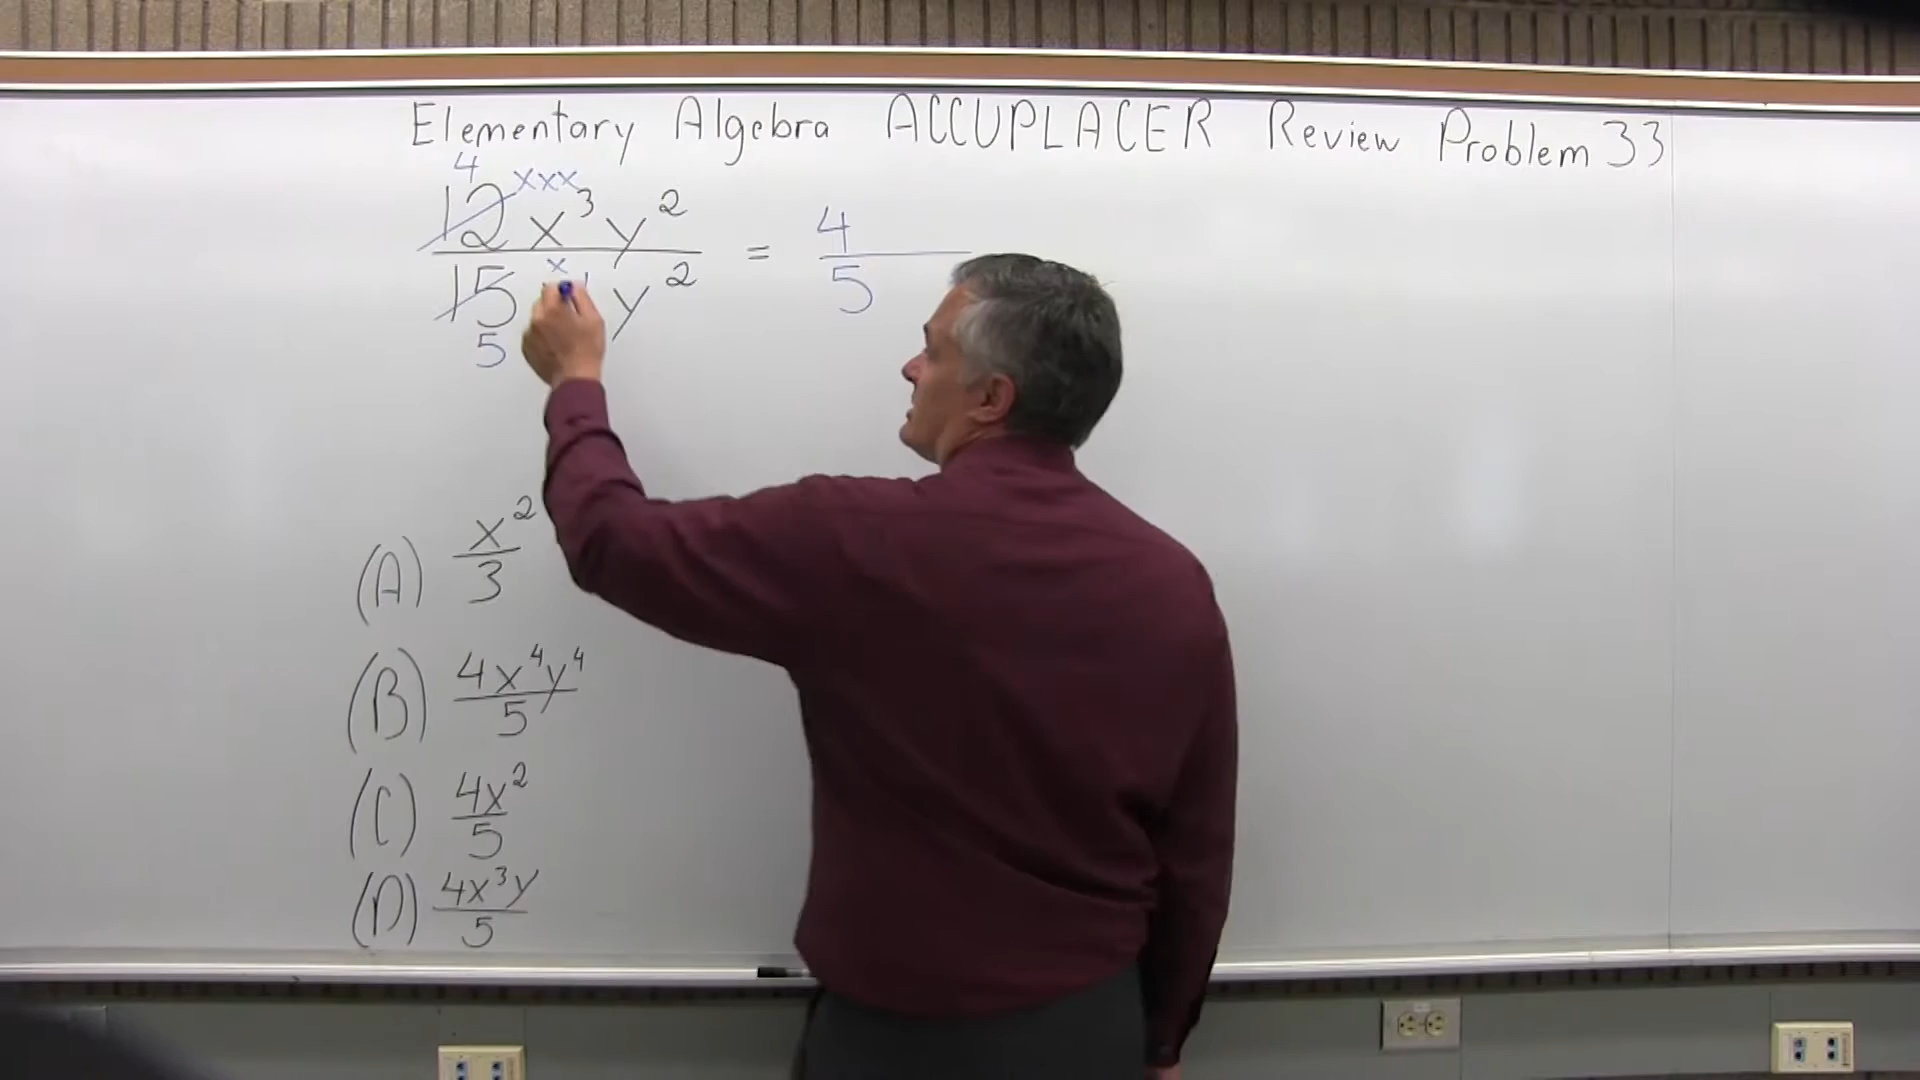 Elementary Algebra ACCUPLACER Review Problem 33
4 xxx
12x³y² = 4
x
15 y² 5
5
(A) x²
3
(B) 4x⁴y⁴
5
(C) 4x²
5
(D) 4x³y
5